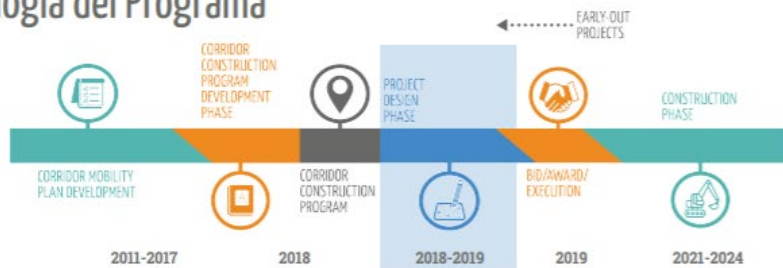 del Programa
EARLY-OUT
PROJECTS
CORRIDOR
CONSTRUCTION
PROGRAM
DEVELOPMENT
PHASE
PROJECT
DESIGN
PHASE
CONSTRUCTION
PHASE
CORRIDOR MOBILITY
PLAN DEVELOPMENT
CORRIDOR
CONSTRUCTION
PROGRAM
BID/AWARD/
EXECUTION
2011-2017 2018 2018-2019 2019 2021-2024